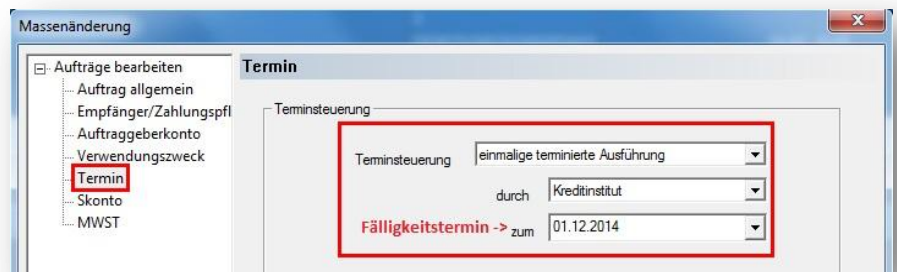 Massenänderung
x
Aufträge bearbeiten
Auftrag allgemein
Empfänger/Zahlungspfl
Auftraggeberkonto
Verwendungszweck
Termin
Skonto
MWST
Termin
Terminsteuerung
Terminsteuerung einmalige terminierte Ausführung
durch Kreditinstitut
Fälligkeitstermin -> zum 01.12.2014